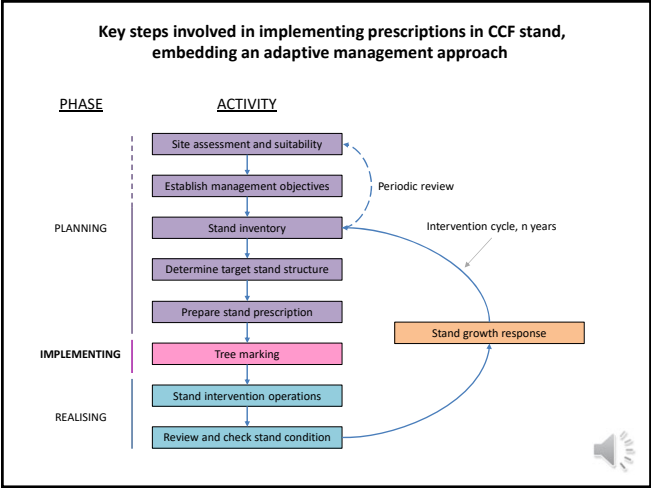 Key steps involved in implementing prescriptions in CCF stand,
embedding an adaptive management approach
PHASE
ACTIVITY
Site assessment and suitability
Establish management objectives
Periodic review
PLANNING
Stand inventory
Intervention cycle, n years
Determine target stand structure
Prepare stand prescription
Stand growth response
IMPLEMENTING
Tree marking
Stand intervention operations
REALISING
Review and check stand condition